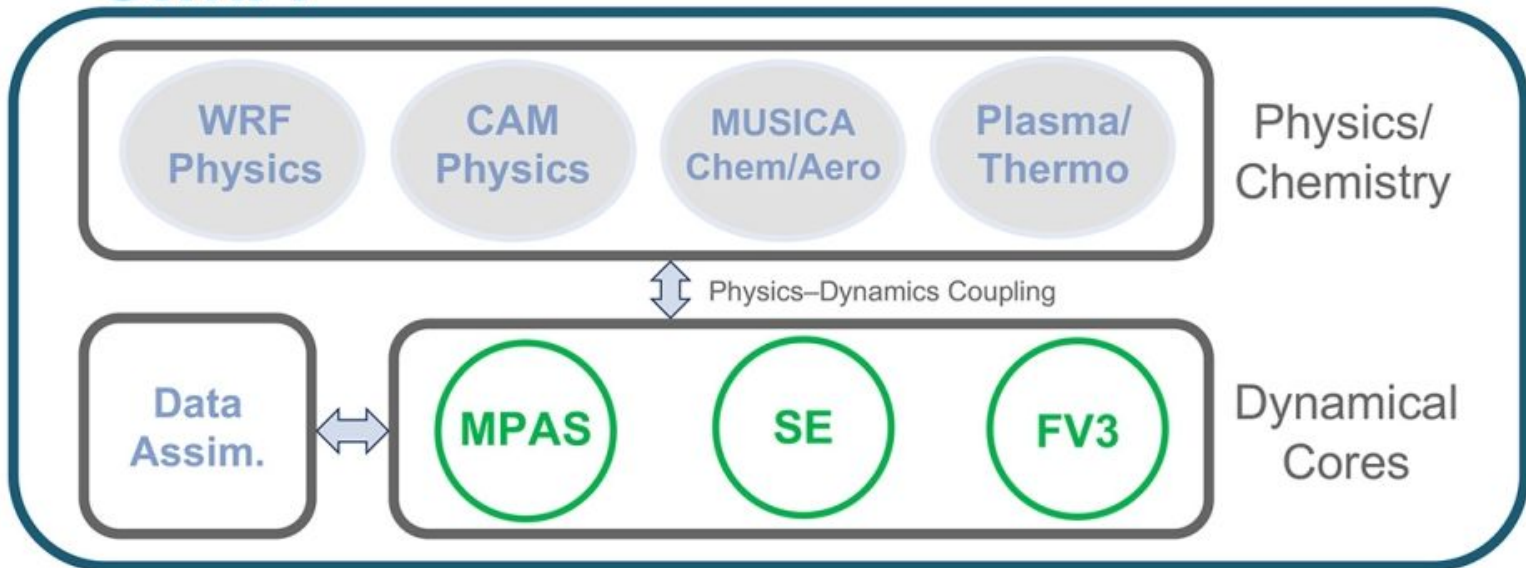 WRF
Physics
CAM
Physics
MUSICA
Chem/Aero
Plasma/
Thermo
Physics/
Chemistry
Physics–Dynamics Coupling
Data
Assim.
MPAS
SE
FV3
Dynamical
Cores